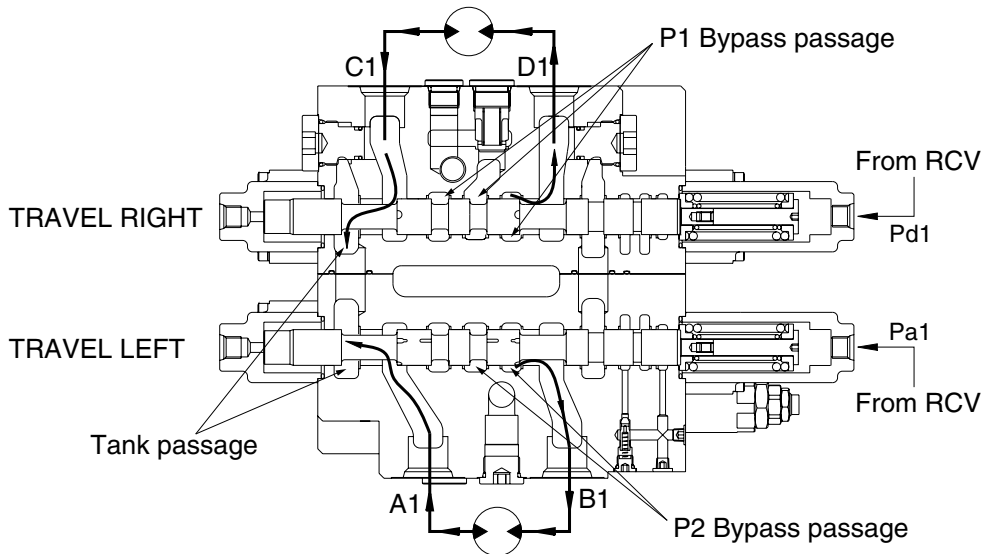 P1 Bypass passage
C1
D1
From RCV
TRAVEL RIGHT
Pd1
TRAVEL LEFT
Pa1
From RCV
Tank passage
A1
B1
P2 Bypass passage